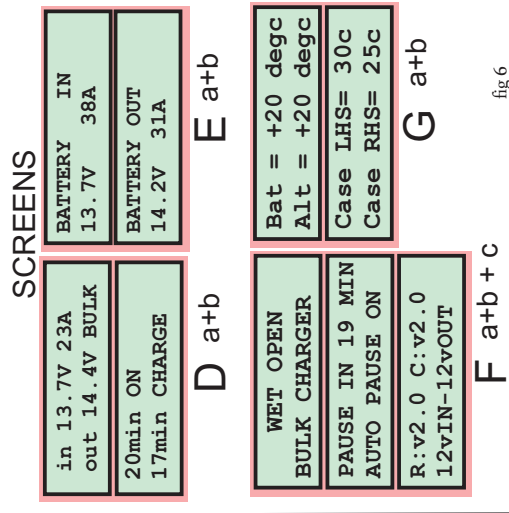 SCREENS
in 13.7V 23A
out 14.4V BULK
20min ON
17min CHARGE
D a+b
BATTERY IN
13.7V 38A
BATTERY OUT
14.2V 31A
E a+b
WET OPEN
BULK CHARGER
PAUSE IN 19 MIN
AUTO PAUSE ON
R:v2.0 C:v2.0
12vIN-12vOUT
F a+b + c
Bat = +20 degc
Alt = +20 degc
Case LHS= 30c
Case RHS= 25c
G a+b
fig 6